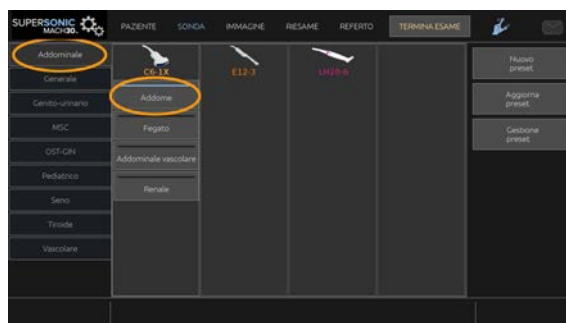 SUPERSONIC
MACH30.
PAZIENTE SONDA IMMAGINE RIESAME REFERTO TERMINA ESAME
Addominale
Generale
Genito-urinario
MSC
OST-GIN
Pediatrico
Seno
Tiroide
Vascolare
C6-1X
Addome
Fegato
Addominale vascolare
Renale
E12-3
LH20-6
Nuovo
preset
Aggiorna
preset
Gestione
preset